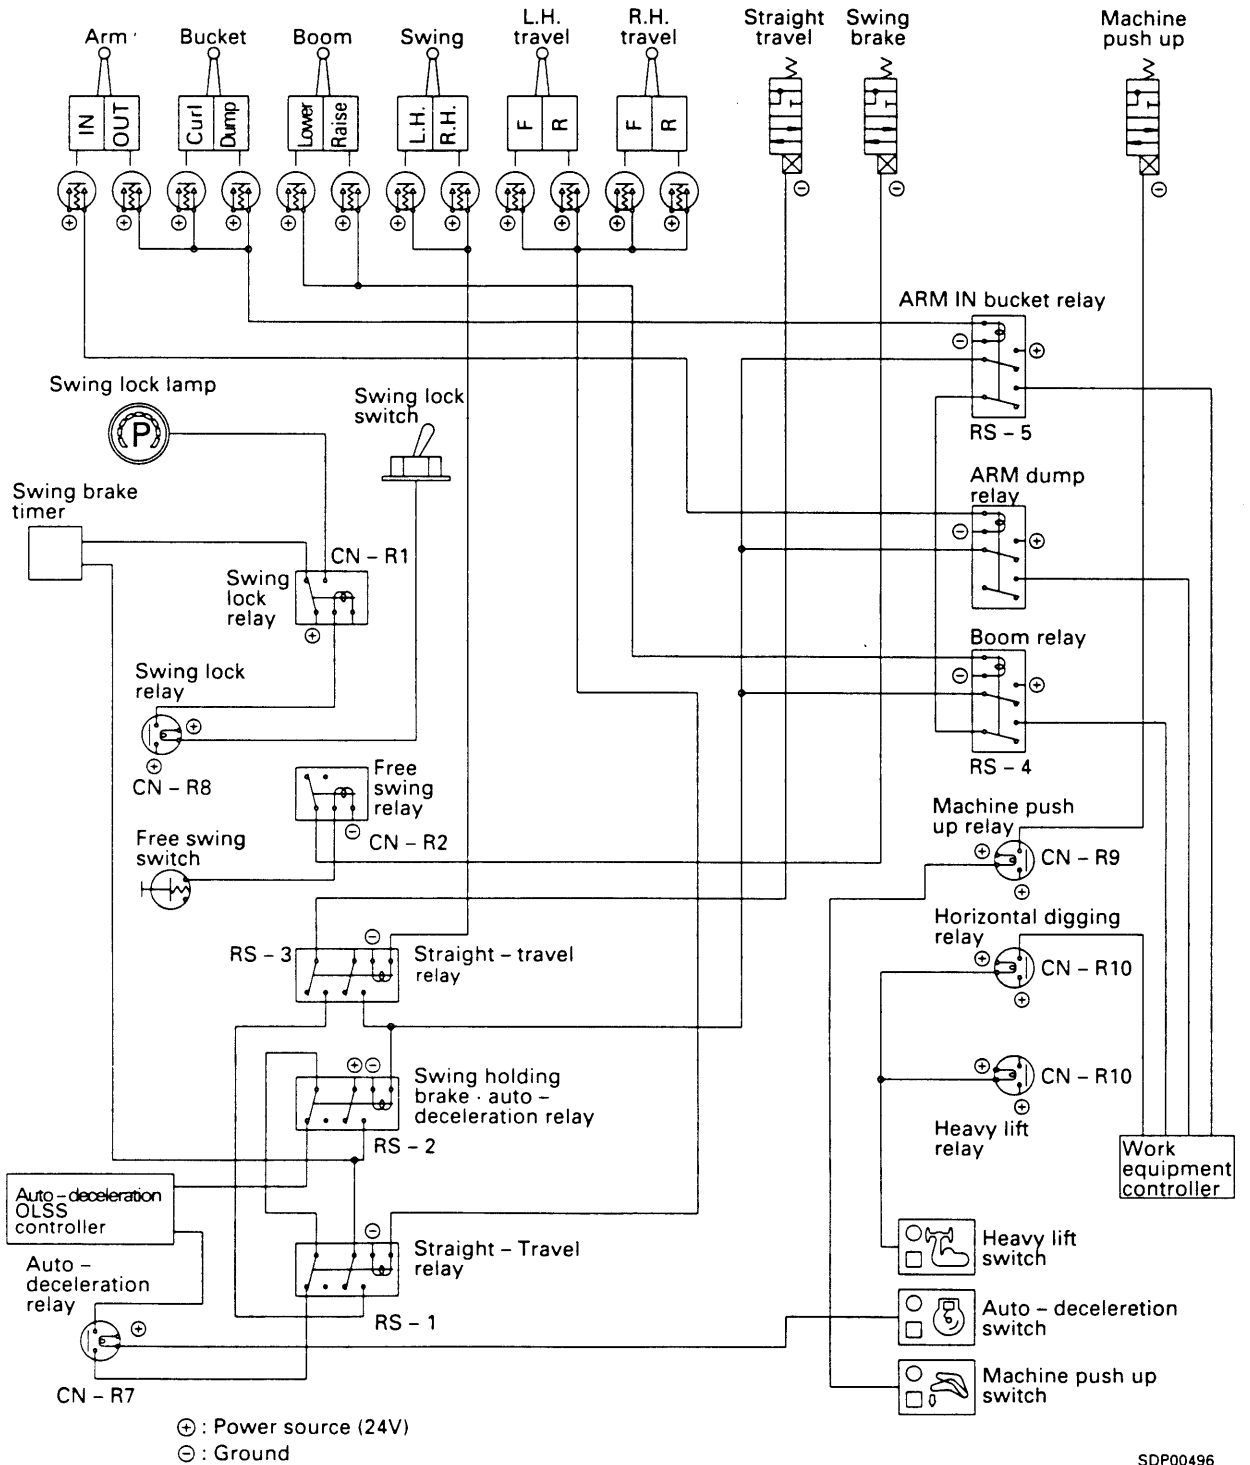 L.H.
travel
R.H.
travel
Straight
travel
Swing
brake
Machine
push up
Arm
Bucket
Boom
Swing
IN
OUT
Curl
Dump
Lower
Raise
L.H.
R.H.
F
R
F
R
ARM IN bucket relay
RS – 5
Swing lock lamp
P
Swing lock
switch
ARM dump
relay
Swing brake
timer
CN – R1
Swing
lock
relay
Boom relay
RS – 4
Swing lock
relay
CN – R8
Free
swing
relay
CN – R2
Free swing
switch
Machine push
up relay
CN – R9
Horizontal digging
relay
CN – R10
RS – 3
Straight – travel
relay
Swing holding
brake · auto –
deceleration relay
RS – 2
CN – R10
Heavy lift
relay
Work
equipment
controller
Auto – deceleration
OLSS
controller
Straight – Travel
relay
RS – 1
Heavy lift
switch
Auto –
deceleration
relay
CN – R7
Auto – deceleretion
switch
Machine push up
switch
⊕ : Power source (24V)
⊖ : Ground
SDP00496